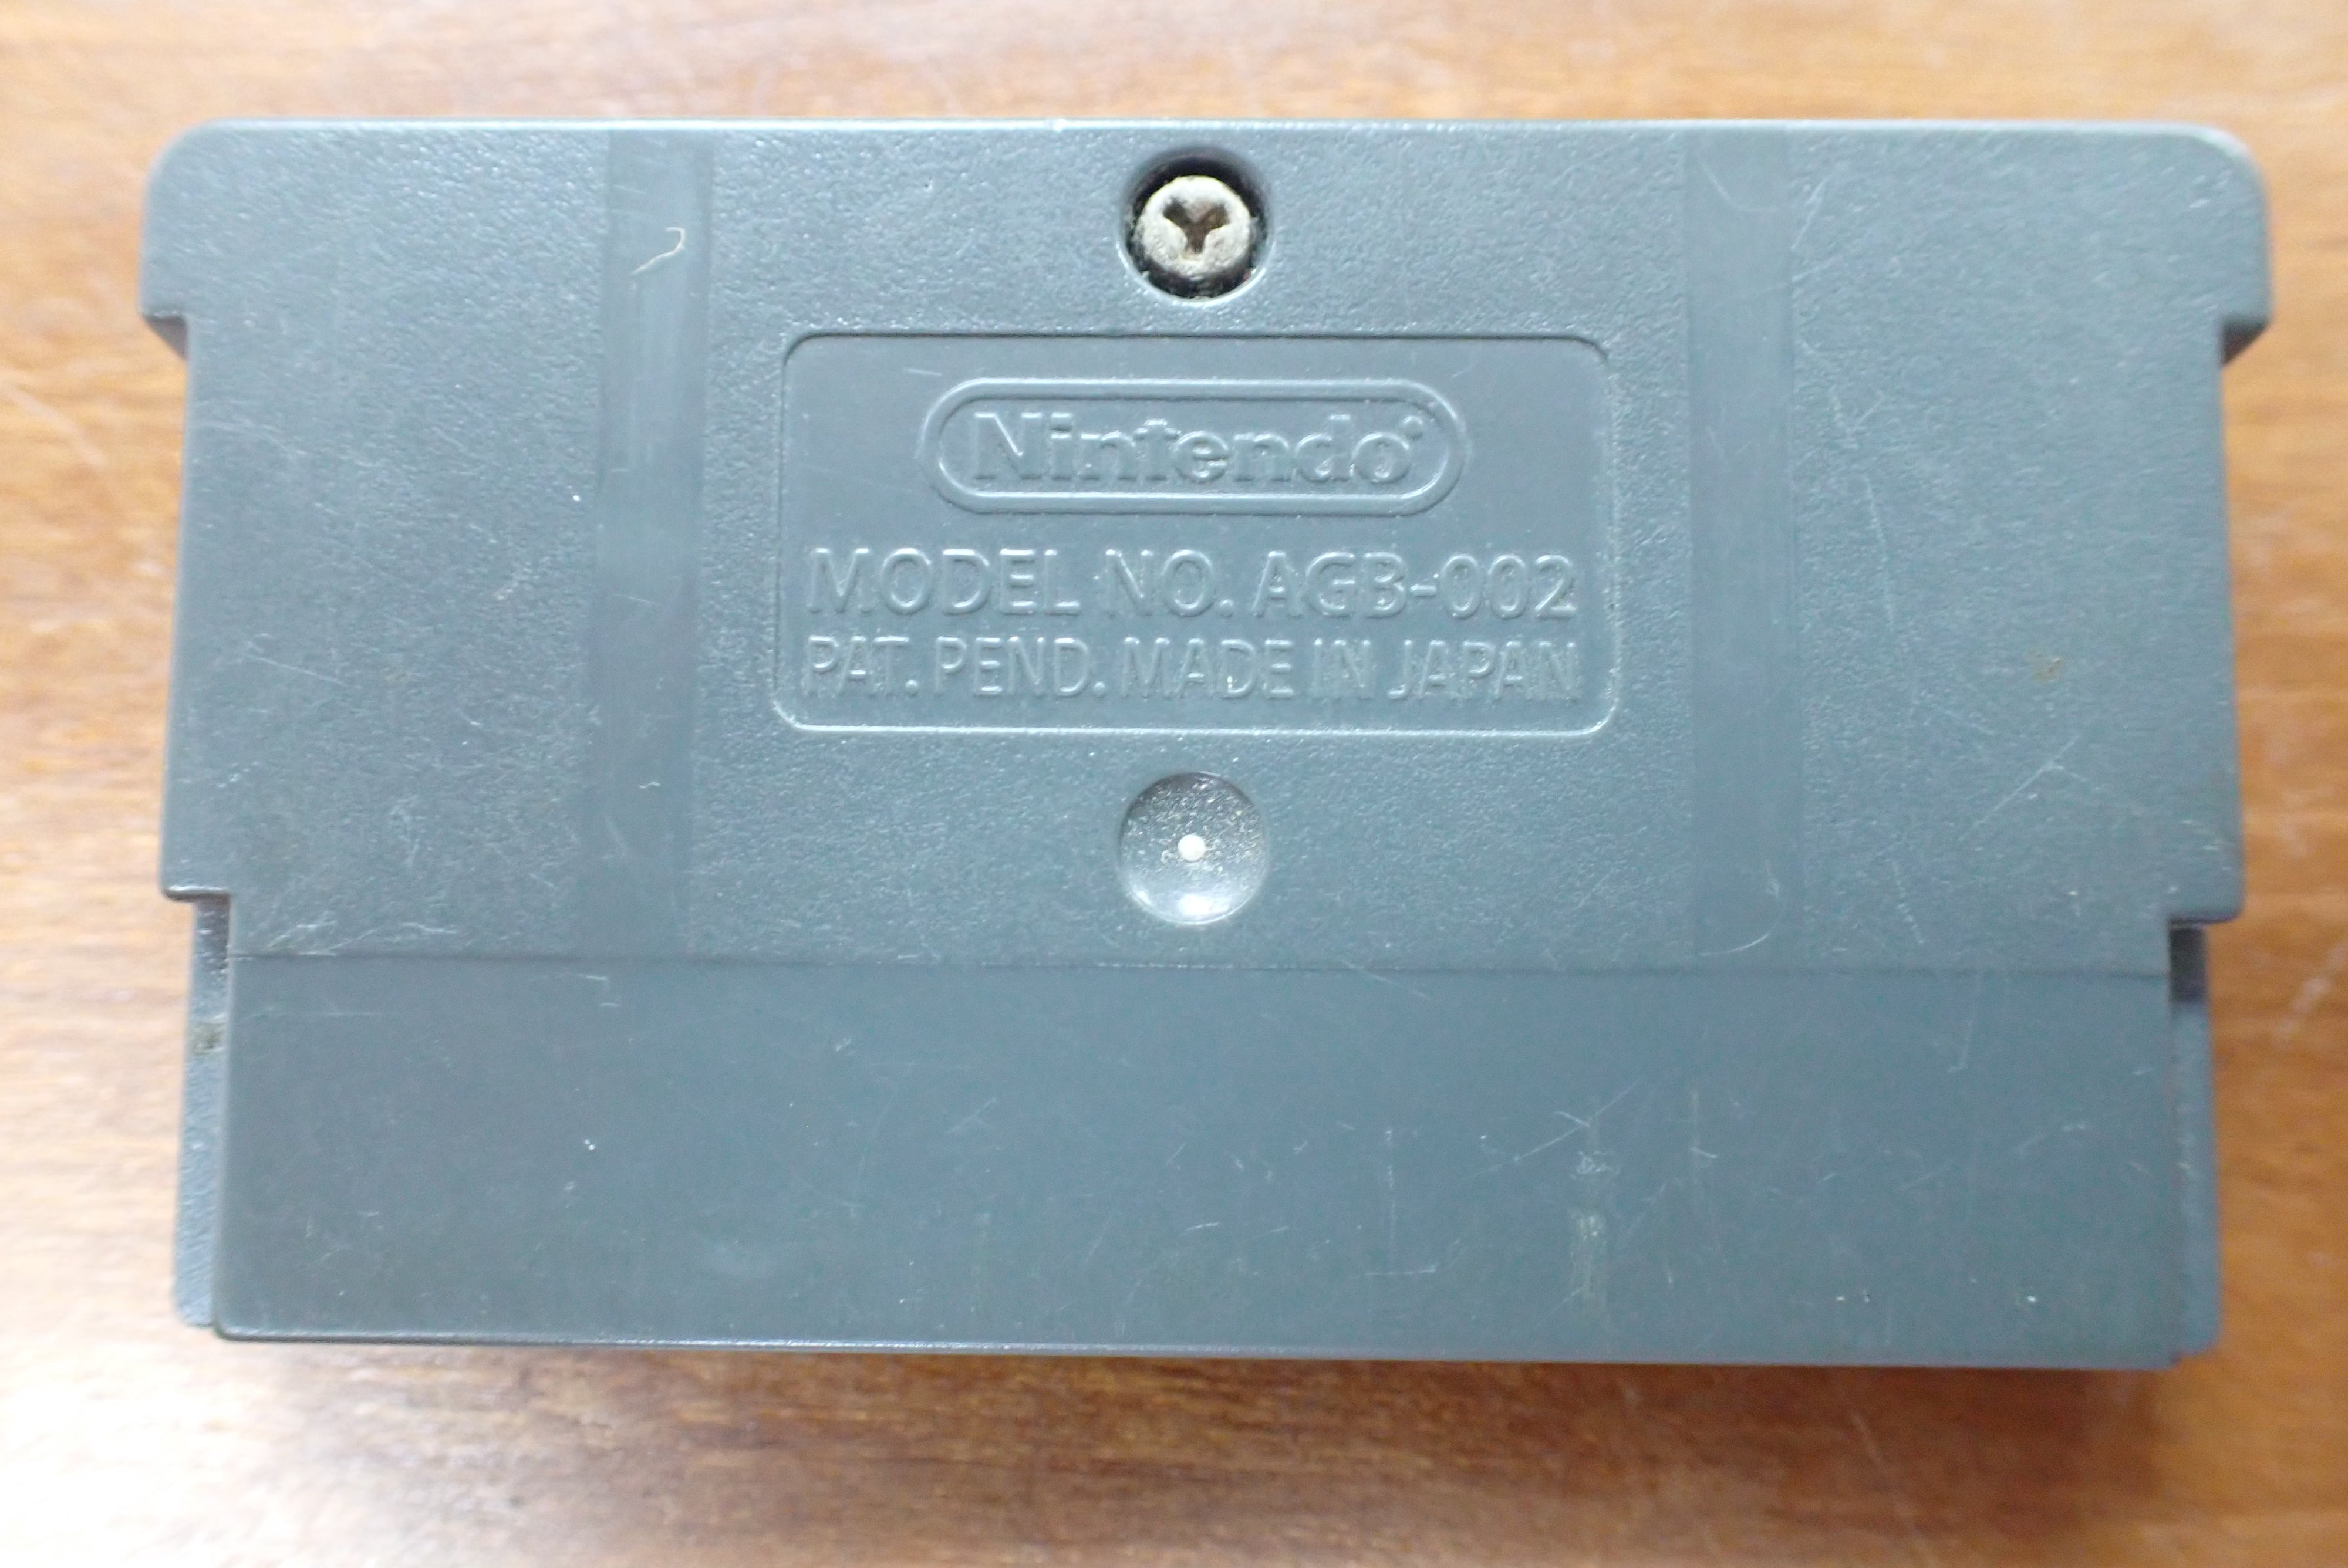 Nintendo
MODEL NO. AGB-002
PAT. PEND. MADE IN JAPAN